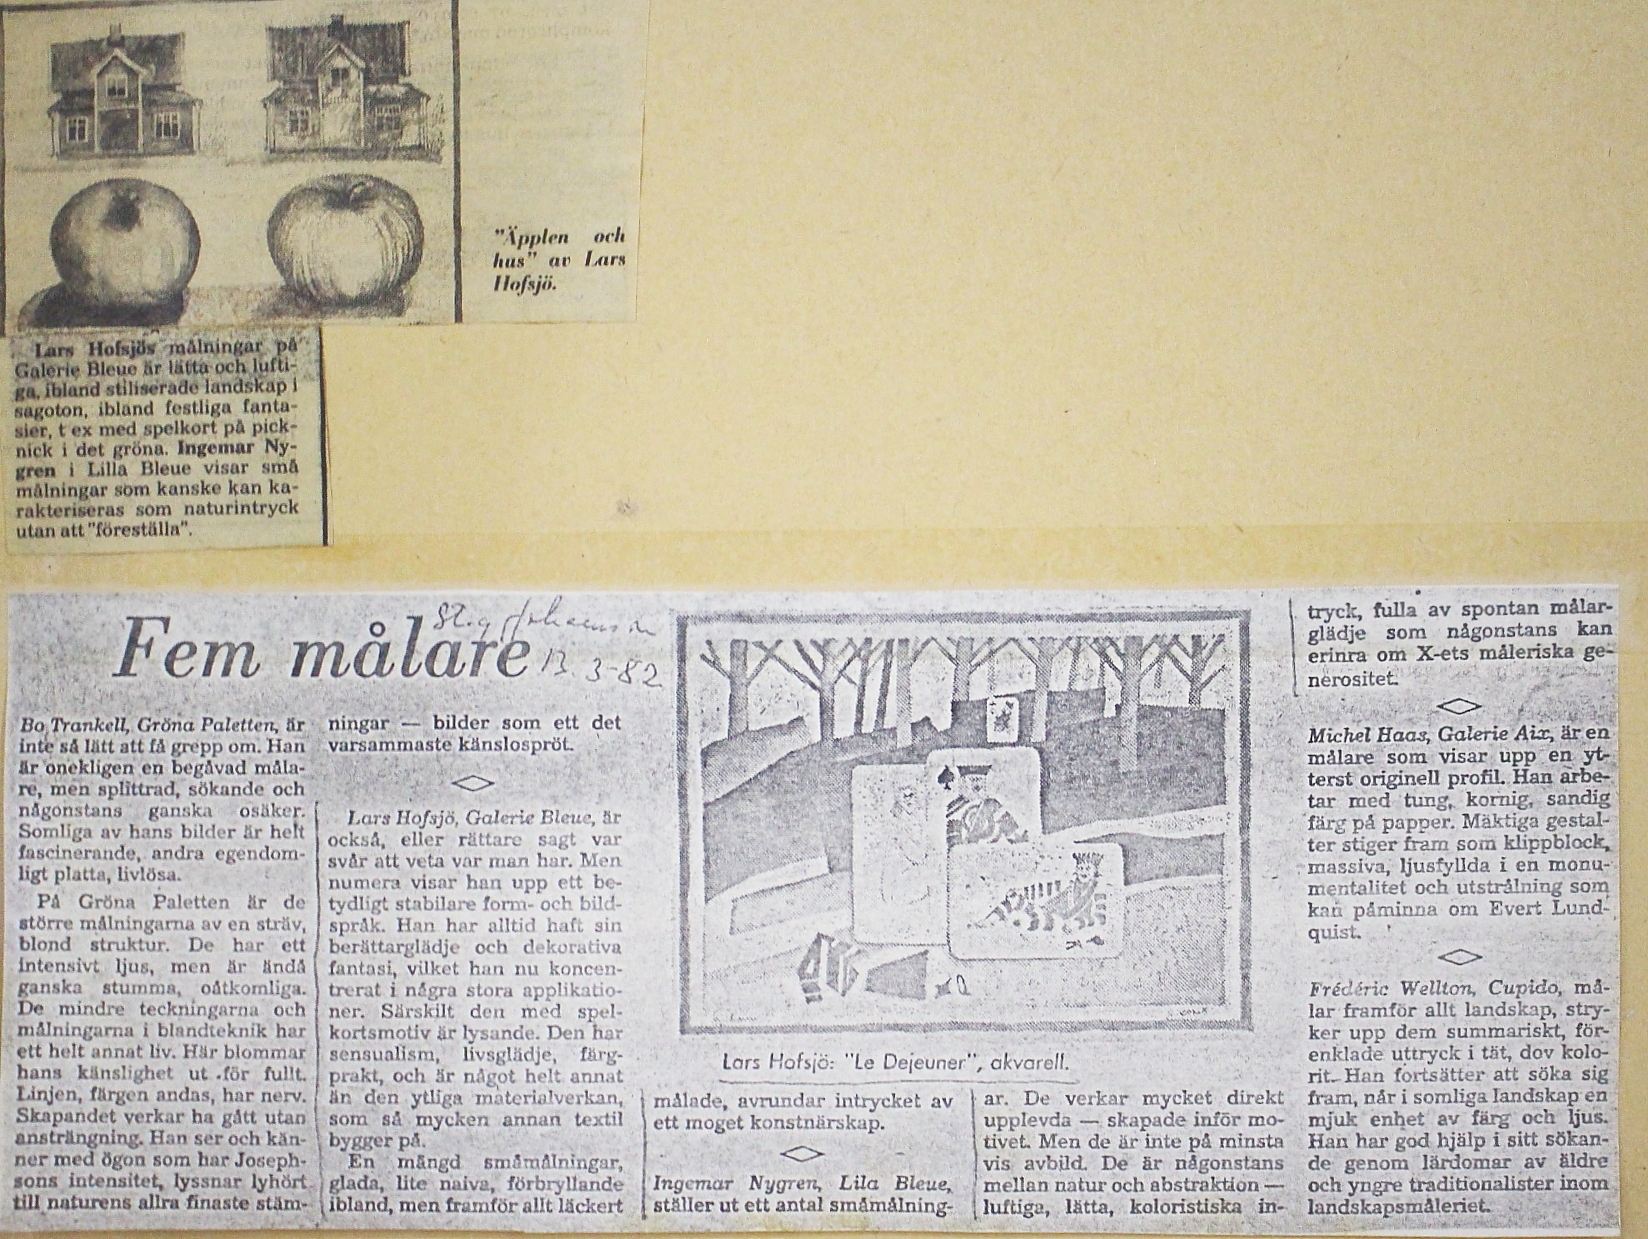 "Äpplen och
hus" av Lars
Hofsjö.
Lars Hofsjös målningar på
Galerie Bleue är lätta och lufti-
ga, ibland stiliserade landskap i
sagoton, ibland festliga fanta-
sier, t ex med spelkort på pick-
nick i det gröna. Ingemar Ny-
gren i Lilla Bleue visar små
målningar som kanske kan ka-
rakteriseras som naturintryck
utan att "föreställa".
Fem målare
13 3-82
Bo Trankell, Gröna Paletten, är
inte så lätt att få grepp om. Han
är onekligen en begåvad måla-
re, men splittrad, sökande och
någonstans ganska osäker.
Somliga av hans bilder är helt
fascinerande, andra egendom-
ligt platta, livlösa.
På Gröna Paletten är de
större målningarna av en sträv,
blond struktur. De har ett
intensivt ljus, men är ändå
ganska stumma, oåtkomliga.
De mindre teckningarna och
målningarna i blandteknik har
ett helt annat liv. Här blommar
hans känslighet ut för fullt.
Linjen, färgen andas, har nerv.
Skapandet verkar ha gått utan
ansträngning. Han ser och kän-
ner med ögon som har Joseph-
sons intensitet, lyssnar lyhört
till naturens allra finaste stäm-
ningar — bilder som ett det
varsammaste känslospröt.
Lars Hofsjö, Galerie Bleue, är
också, eller rättare sagt var
svår att veta var man har. Men
numera visar han upp ett be-
tydligt stabilare form- och bild-
språk. Han har alltid haft sin
berättarglädje och dekorativa
fantasi, vilket han nu koncen-
trerat i några stora applikatio-
ner. Särskilt den med spel-
kortsmotiv är lysande. Den har
sensualism, livsglädje, färg-
prakt, och är något helt annat
än den ytliga materialverkan,
som så mycken annan textil
bygger på.
En mängd småmålningar,
glada, lite naiva, förbryllande
ibland, men framför allt läckert
Lars Hofsjö: "Le Dejeuner", akvarell.
målade, avrundar intrycket av
ett moget konstnärskap.
Ingemar Nygren, Lila Bleue,
ställer ut ett antal småmålning-
ar. De verkar mycket direkt
upplevda — skapade inför mo-
tivet. Men de är inte på minsta
vis avbild. De är någonstans
mellan natur och abstraktion —
luftiga, lätta, koloristiska in-
tryck, fulla av spontan målar-
glädje som någonstans kan
erinra om X-ets måleriska ge-
nerositet.
Michel Haas, Galerie Aix, är en
målare som visar upp en yt-
terst originell profil. Han arbe-
tar med tung, kornig, sandig
färg på papper. Mäktiga gestal-
ter stiger fram som klippblock,
massiva, ljusfyllda i en monu-
mentalitet och utstrålning som
kan påminna om Evert Lund-
quist.
Frédéric Wellton, Cupido, må-
lar framför allt landskap, stry-
ker upp dem summariskt, för-
enklade uttryck i tät, dov kolo-
rit. Han fortsätter att söka sig
fram, når i somliga landskap en
mjuk enhet av färg och ljus.
Han har god hjälp i sitt sökan-
de genom lärdomar av äldre
och yngre traditionalister inom
landskapsmåleriet.